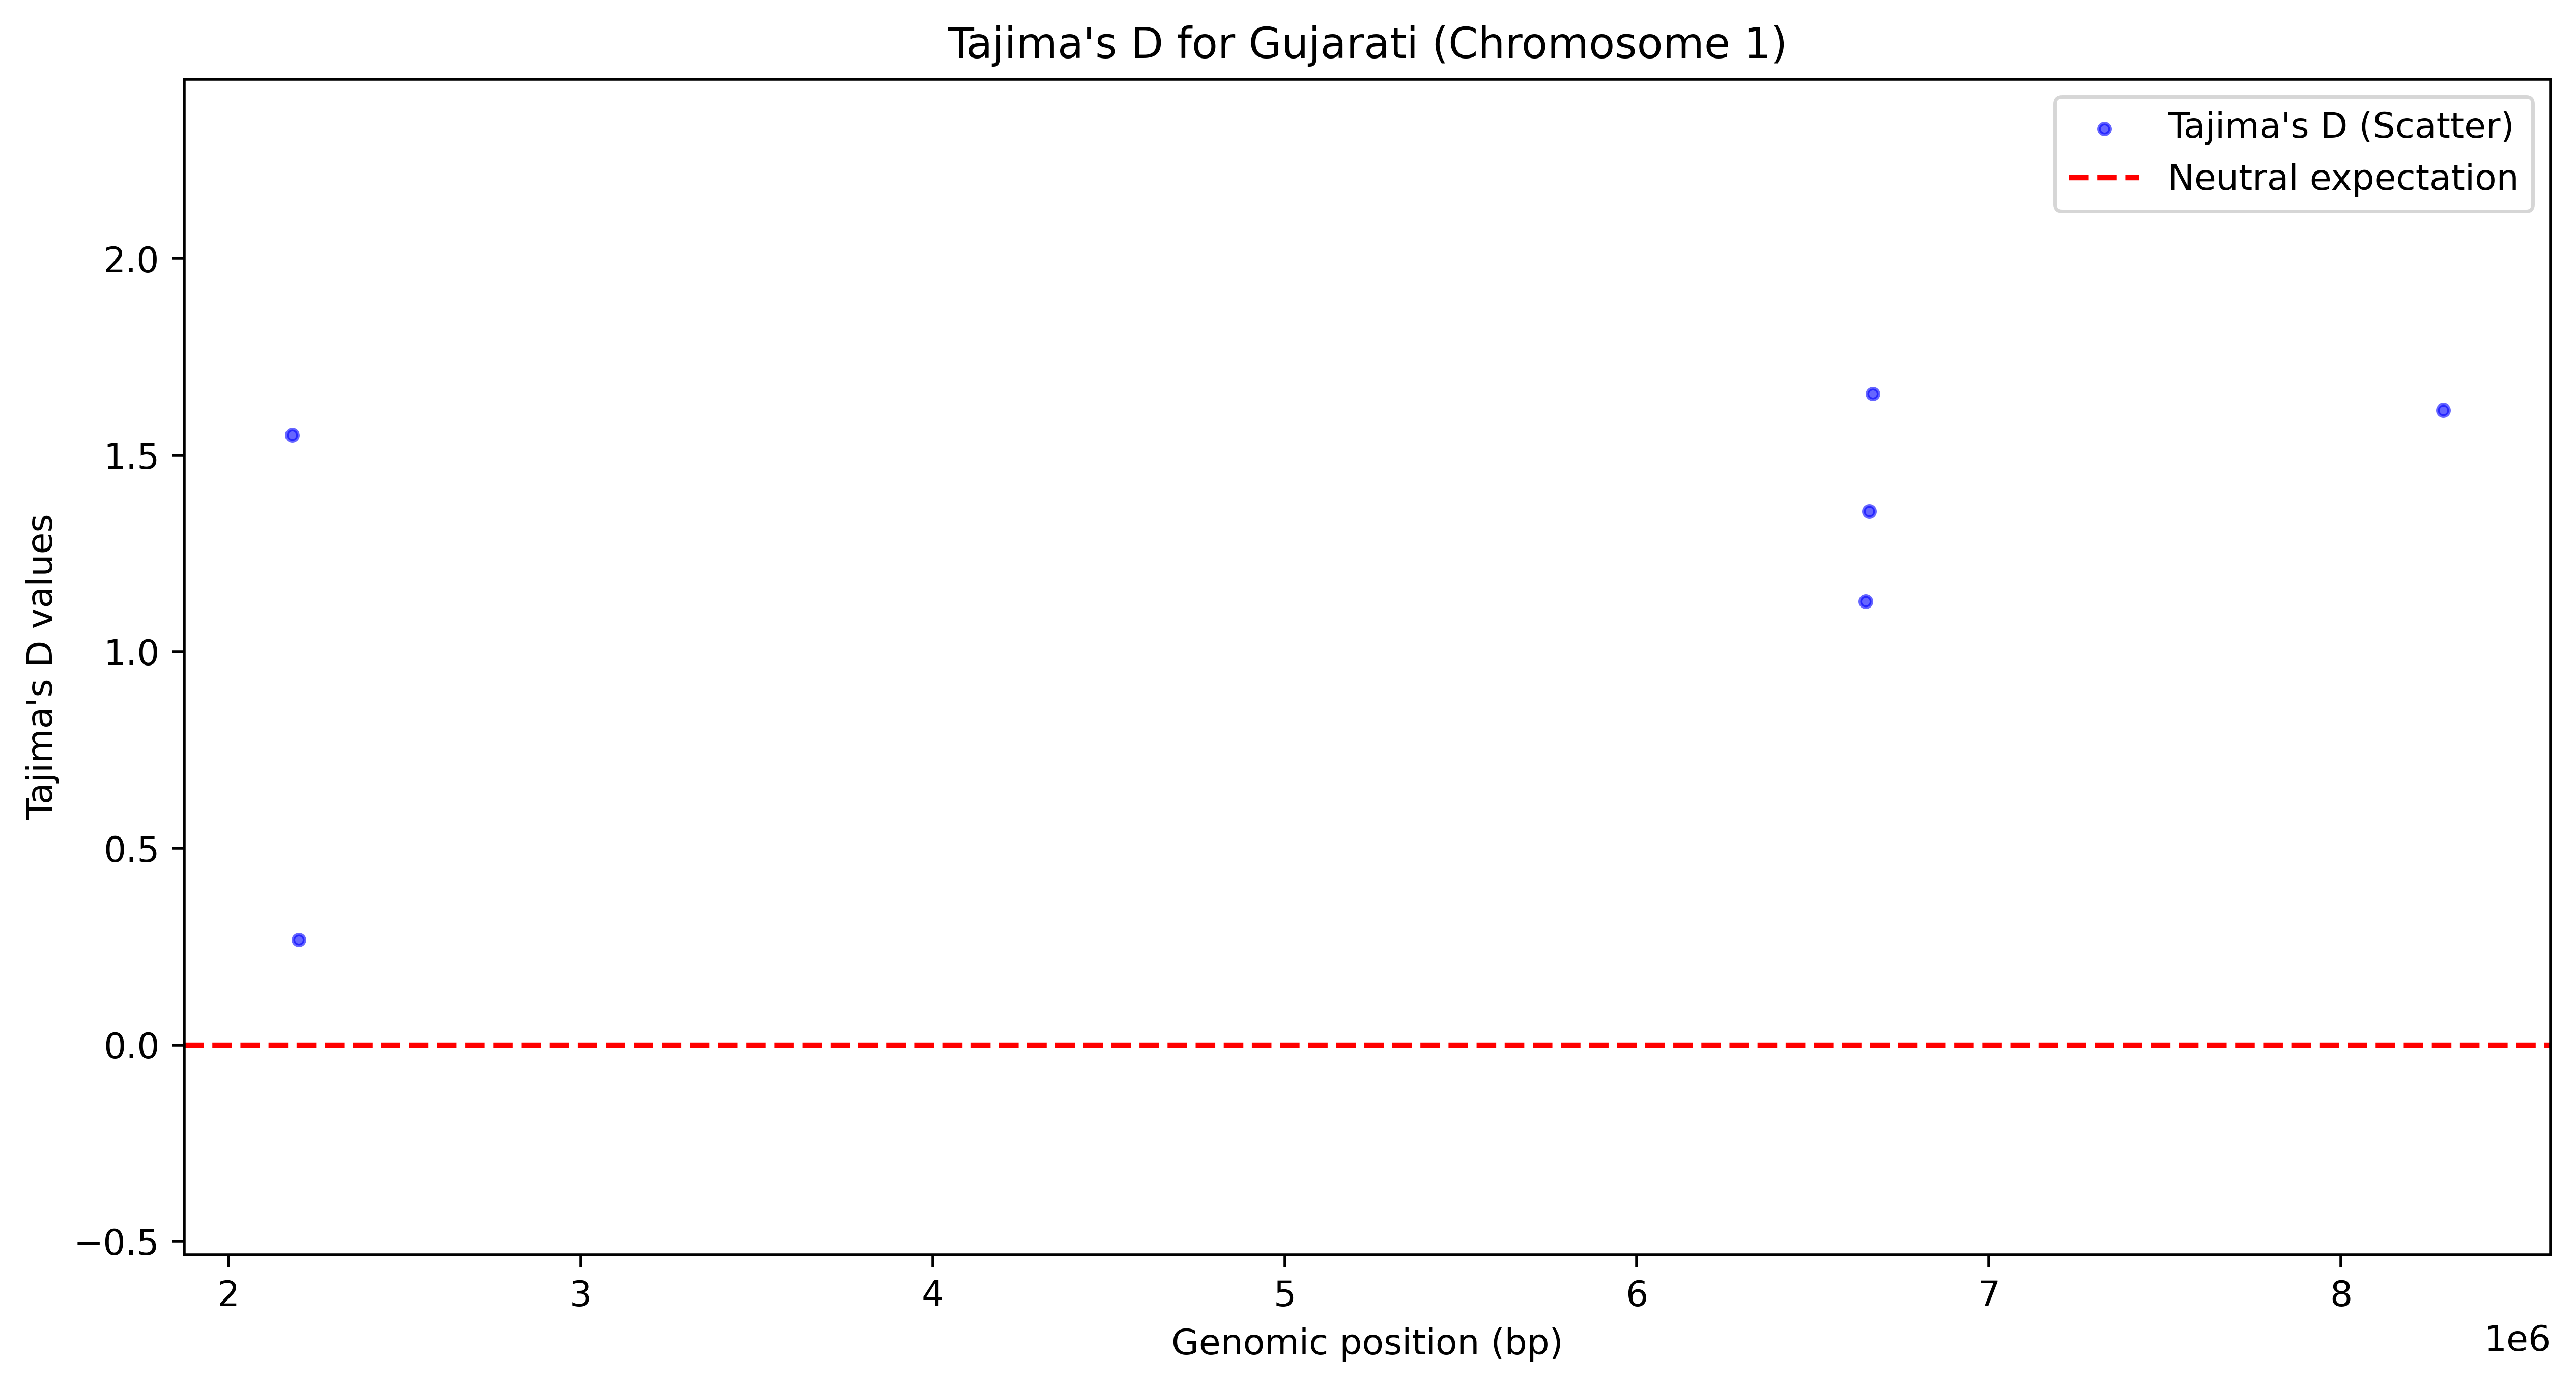 Tajima's D for Gujarati (Chromosome 1)
Tajima's D (Scatter)
Neutral expectation
Tajima's D values
2.0
1.5
1.0
0.5
0.0
−0.5
2 3 4 5 6 7 8
1e6
Genomic position (bp)